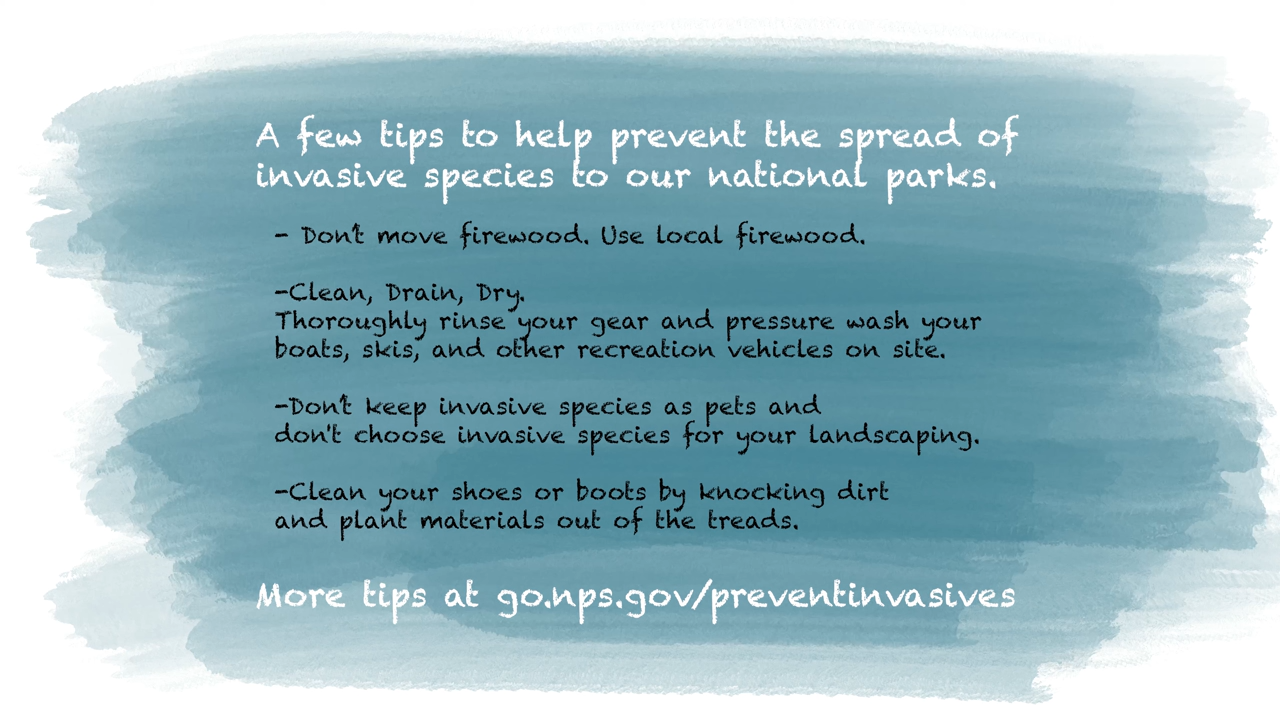 A few tips to help prevent the spread of
invasive species to our national parks.
- Don't move firewood. Use local firewood.
-Clean, Drain, Dry.
Thoroughly rinse your gear and pressure wash your
boats, skis, and other recreation vehicles on site.
-Don't keep invasive species as pets and
don't choose invasive species for your landscaping.
-Clean your shoes or boots by knocking dirt
and plant materials out of the treads.
More tips at go.nps.gov/preventinvasives